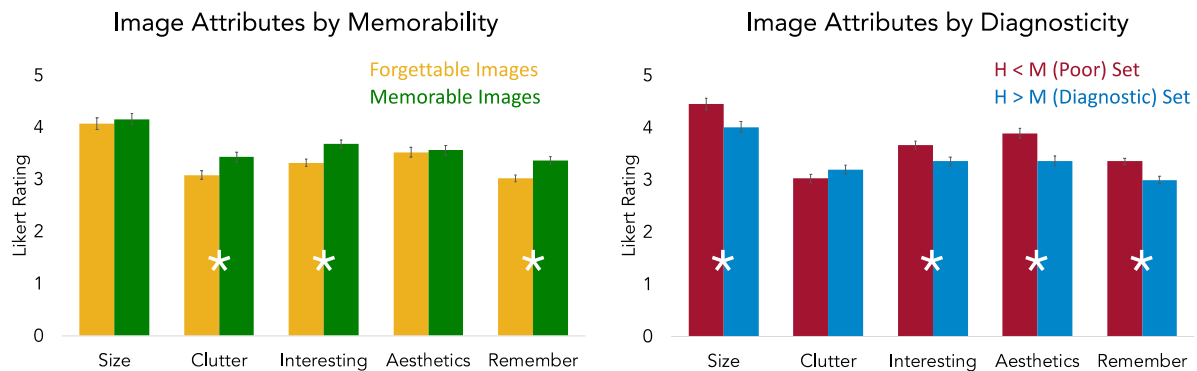 Image Attributes by Memorability
Forgettable Images
Memorable Images
Likert Rating
5
4
3
2
1
0
Size Clutter Interesting Aesthetics Remember
* * *
Image Attributes by Diagnosticity
H < M (Poor) Set
H > M (Diagnostic) Set
Likert Rating
5
4
3
2
1
0
Size Clutter Interesting Aesthetics Remember
* * * *